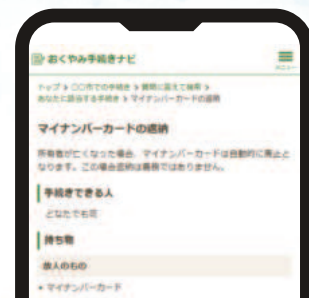 おくやみ手続きナビ
メニュー
トップ > 〇〇市での手続き > 質問に答えて検索 >
あなたに該当する手続き > マイナンバーカードの返納
マイナンバーカードの返納
所有者が亡くなった場合、マイナンバーカードは自動的に廃止と
なります。この場合返納は義務ではありません。
手続きできる人
どなたでも可
持ち物
故人のもの
• マイナンバーカード